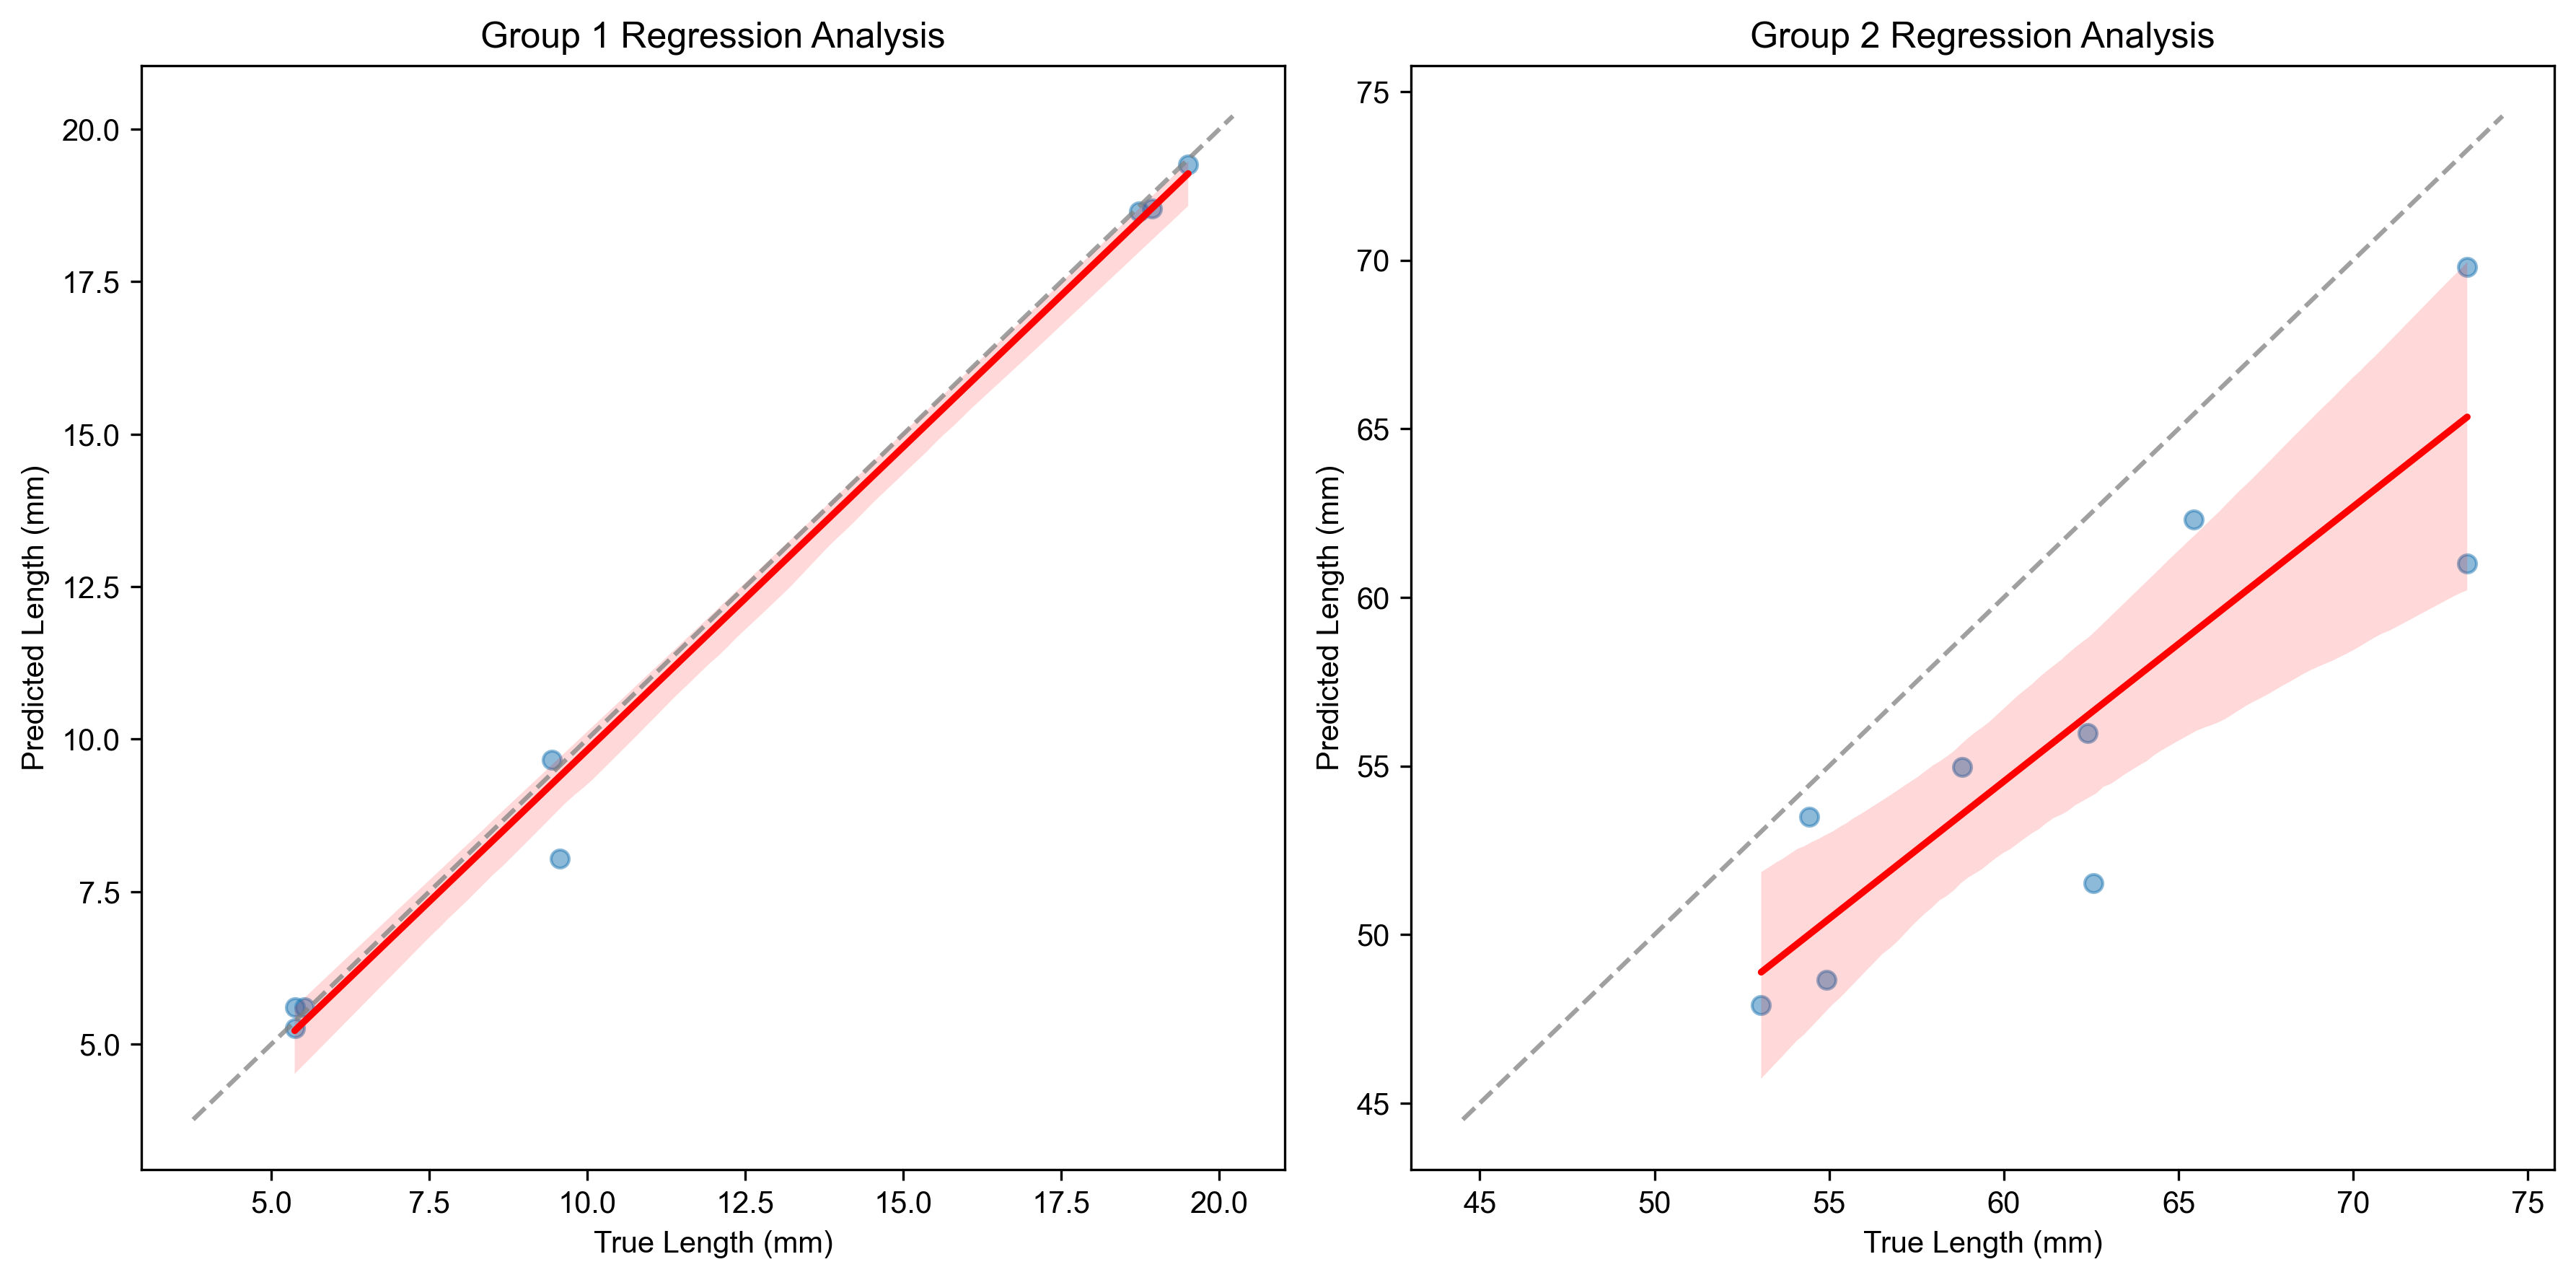 Group 1 Regression Analysis
20.0
17.5
15.0
12.5
10.0
7.5
5.0
Predicted Length (mm)
5.0 7.5 10.0 12.5 15.0 17.5 20.0
True Length (mm)
Group 2 Regression Analysis
75
70
65
60
55
50
45
Predicted Length (mm)
45 50 55 60 65 70 75
True Length (mm)